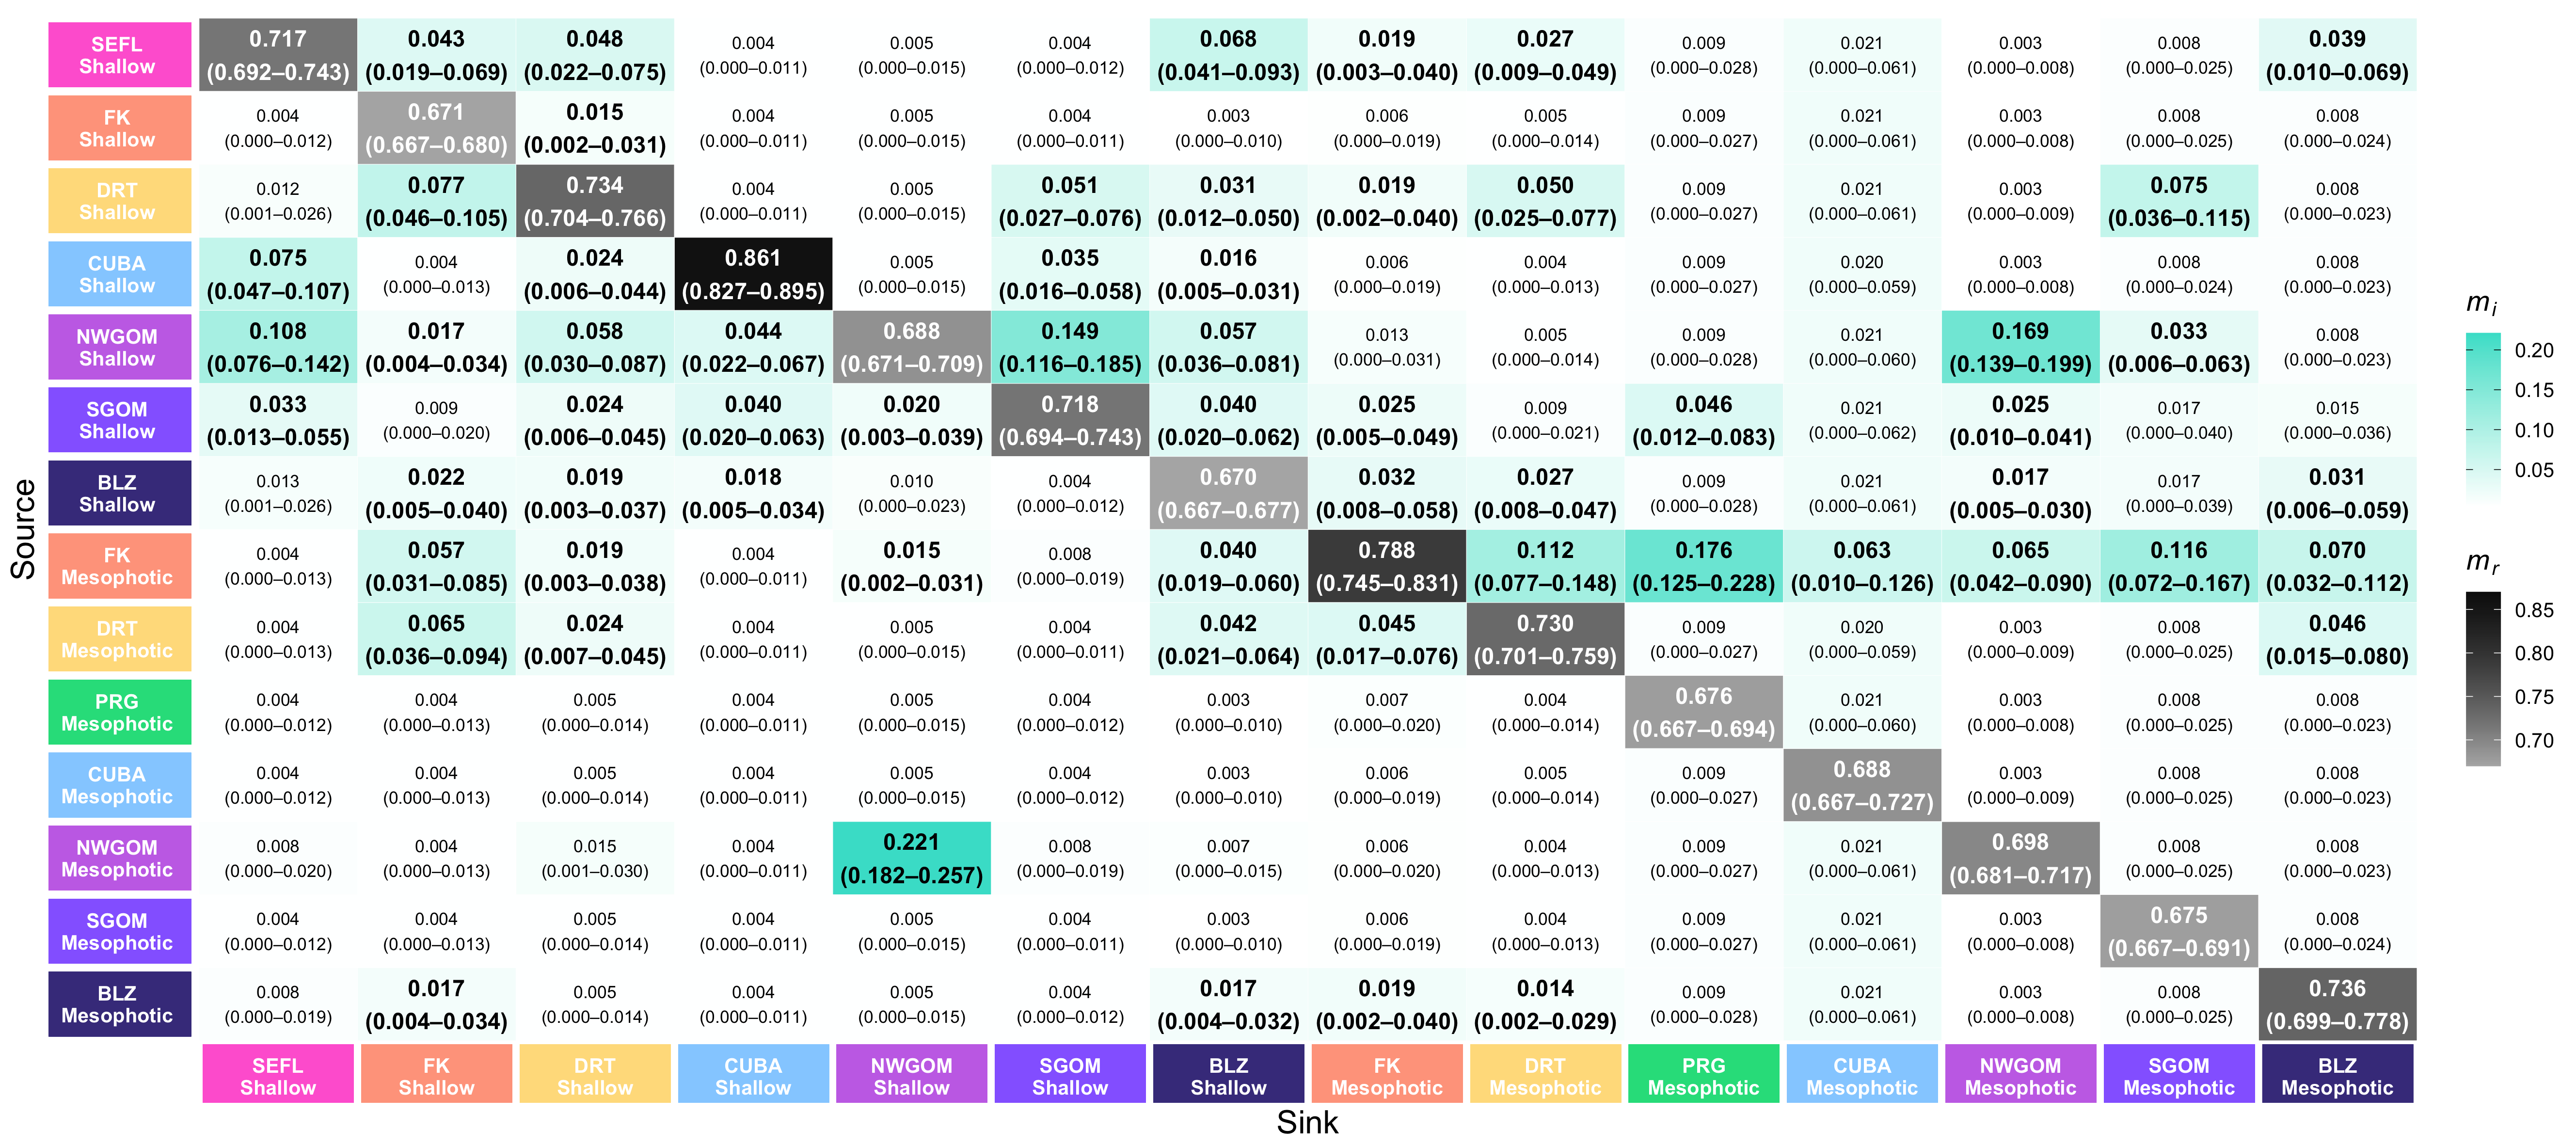 SEFL
Shallow
0.717 0.043 0.048 0.004 0.005 0.004 0.068 0.019 0.027 0.009 0.021 0.003 0.008 0.039
(0.692–0.743) (0.019–0.069) (0.022–0.075) (0.000–0.011) (0.000–0.015) (0.000–0.012) (0.041–0.093) (0.003–0.040) (0.009–0.049) (0.000–0.028) (0.000–0.061) (0.000–0.008) (0.000–0.025) (0.010–0.069)
FK
Shallow
0.004 0.671 0.015 0.004 0.005 0.004 0.003 0.006 0.005 0.009 0.021 0.003 0.008 0.008
(0.000–0.012) (0.667–0.680) (0.002–0.031) (0.000–0.011) (0.000–0.015) (0.000–0.011) (0.000–0.010) (0.000–0.019) (0.000–0.014) (0.000–0.027) (0.000–0.061) (0.000–0.008) (0.000–0.025) (0.000–0.024)
DRT
Shallow
0.012 0.077 0.734 0.004 0.005 0.051 0.031 0.019 0.050 0.009 0.021 0.003 0.075 0.008
(0.001–0.026) (0.046–0.105) (0.704–0.766) (0.000–0.011) (0.000–0.015) (0.027–0.076) (0.012–0.050) (0.002–0.040) (0.025–0.077) (0.000–0.027) (0.000–0.061) (0.000–0.009) (0.036–0.115) (0.000–0.023)
CUBA
Shallow
0.075 0.004 0.024 0.861 0.005 0.035 0.016 0.006 0.004 0.009 0.020 0.003 0.008 0.008
(0.047–0.107) (0.000–0.013) (0.006–0.044) (0.827–0.895) (0.000–0.015) (0.016–0.058) (0.005–0.031) (0.000–0.019) (0.000–0.013) (0.000–0.027) (0.000–0.059) (0.000–0.008) (0.000–0.024) (0.000–0.023)
NWGOM
Shallow
0.108 0.017 0.058 0.044 0.688 0.149 0.057 0.013 0.005 0.009 0.021 0.169 0.033 0.008
(0.076–0.142) (0.004–0.034) (0.030–0.087) (0.022–0.067) (0.671–0.709) (0.116–0.185) (0.036–0.081) (0.000–0.031) (0.000–0.014) (0.000–0.028) (0.000–0.060) (0.139–0.199) (0.006–0.063) (0.000–0.023)
SGOM
Shallow
0.033 0.009 0.024 0.040 0.020 0.718 0.040 0.025 0.009 0.046 0.021 0.025 0.017 0.015
(0.013–0.055) (0.000–0.020) (0.006–0.045) (0.020–0.063) (0.003–0.039) (0.694–0.743) (0.020–0.062) (0.005–0.049) (0.000–0.021) (0.012–0.083) (0.000–0.062) (0.010–0.041) (0.000–0.040) (0.000–0.036)
BLZ
Shallow
0.013 0.022 0.019 0.018 0.010 0.004 0.670 0.032 0.027 0.009 0.021 0.017 0.017 0.031
(0.001–0.026) (0.005–0.040) (0.003–0.037) (0.005–0.034) (0.000–0.023) (0.000–0.012) (0.667–0.677) (0.008–0.058) (0.008–0.047) (0.000–0.028) (0.000–0.061) (0.005–0.030) (0.000–0.039) (0.006–0.059)
FK
Mesophotic
0.004 0.057 0.019 0.004 0.015 0.008 0.040 0.788 0.112 0.176 0.063 0.065 0.116 0.070
(0.000–0.013) (0.031–0.085) (0.003–0.038) (0.000–0.011) (0.002–0.031) (0.000–0.019) (0.019–0.060) (0.745–0.831) (0.077–0.148) (0.125–0.228) (0.010–0.126) (0.042–0.090) (0.072–0.167) (0.032–0.112)
DRT
Mesophotic
0.004 0.065 0.024 0.004 0.005 0.004 0.042 0.045 0.730 0.009 0.020 0.003 0.008 0.046
(0.000–0.013) (0.036–0.094) (0.007–0.045) (0.000–0.011) (0.000–0.015) (0.000–0.011) (0.021–0.064) (0.017–0.076) (0.701–0.759) (0.000–0.027) (0.000–0.059) (0.000–0.009) (0.000–0.025) (0.015–0.080)
PRG
Mesophotic
0.004 0.004 0.005 0.004 0.005 0.004 0.003 0.007 0.004 0.676 0.021 0.003 0.008 0.008
(0.000–0.012) (0.000–0.013) (0.000–0.014) (0.000–0.011) (0.000–0.015) (0.000–0.012) (0.000–0.010) (0.000–0.020) (0.000–0.014) (0.667–0.694) (0.000–0.060) (0.000–0.008) (0.000–0.025) (0.000–0.023)
CUBA
Mesophotic
0.004 0.004 0.005 0.004 0.005 0.004 0.003 0.006 0.005 0.009 0.688 0.003 0.008 0.008
(0.000–0.012) (0.000–0.013) (0.000–0.014) (0.000–0.011) (0.000–0.015) (0.000–0.012) (0.000–0.010) (0.000–0.019) (0.000–0.014) (0.000–0.027) (0.667–0.727) (0.000–0.009) (0.000–0.025) (0.000–0.023)
NWGOM
Mesophotic
0.008 0.004 0.015 0.004 0.221 0.008 0.007 0.006 0.004 0.009 0.021 0.698 0.008 0.008
(0.000–0.020) (0.000–0.013) (0.001–0.030) (0.000–0.011) (0.182–0.257) (0.000–0.019) (0.000–0.015) (0.000–0.020) (0.000–0.013) (0.000–0.027) (0.000–0.061) (0.681–0.717) (0.000–0.025) (0.000–0.023)
SGOM
Mesophotic
0.004 0.004 0.005 0.004 0.005 0.004 0.003 0.006 0.004 0.009 0.021 0.003 0.675 0.008
(0.000–0.012) (0.000–0.013) (0.000–0.014) (0.000–0.011) (0.000–0.015) (0.000–0.011) (0.000–0.010) (0.000–0.019) (0.000–0.013) (0.000–0.027) (0.000–0.061) (0.000–0.008) (0.667–0.691) (0.000–0.024)
BLZ
Mesophotic
0.008 0.017 0.005 0.004 0.005 0.004 0.017 0.019 0.014 0.009 0.021 0.003 0.008 0.736
(0.000–0.019) (0.004–0.034) (0.000–0.014) (0.000–0.011) (0.000–0.015) (0.000–0.012) (0.004–0.032) (0.002–0.040) (0.002–0.029) (0.000–0.028) (0.000–0.061) (0.000–0.008) (0.000–0.025) (0.699–0.778)
SEFL FK DRT CUBA NWGOM SGOM BLZ FK DRT PRG CUBA NWGOM SGOM BLZ
Shallow Shallow Shallow Shallow Shallow Shallow Shallow Mesophotic Mesophotic Mesophotic Mesophotic Mesophotic Mesophotic Mesophotic
Source
Sink
m i
0.20
0.15
0.10
0.05
m r
0.85
0.80
0.75
0.70